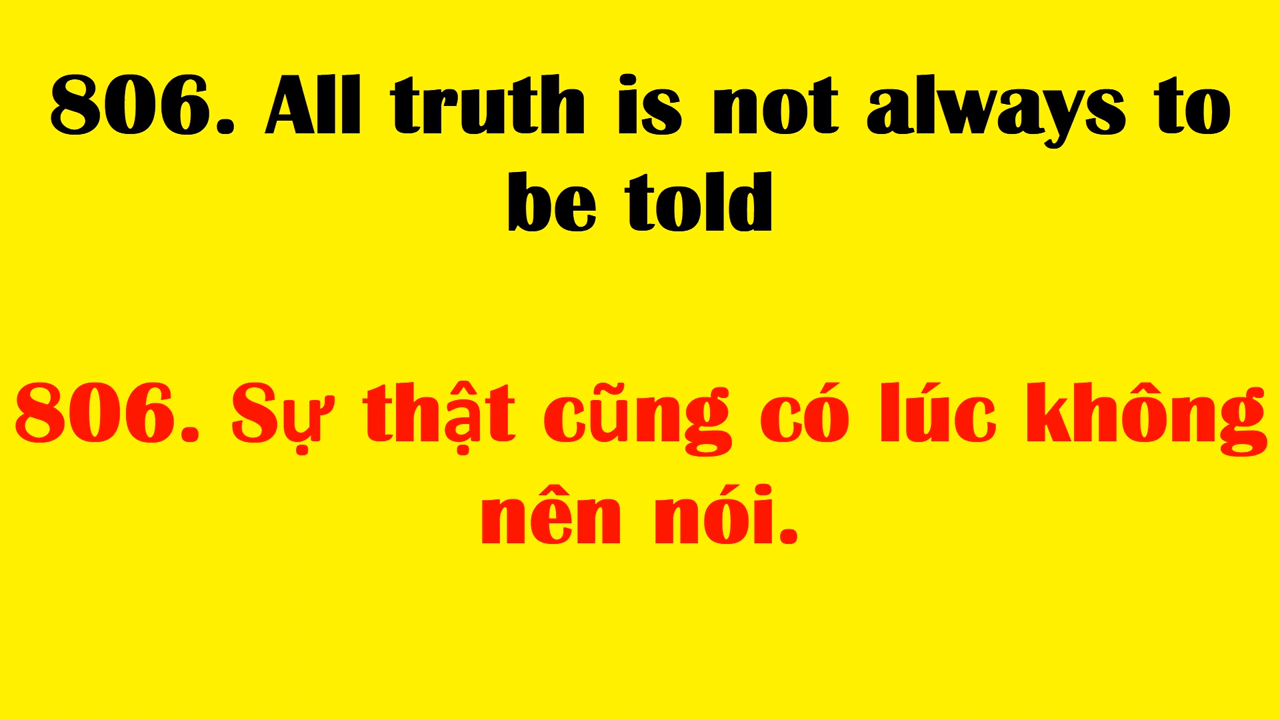 806. All truth is not always to
be told
806. Sự thật cũng có lúc không
nên nói.